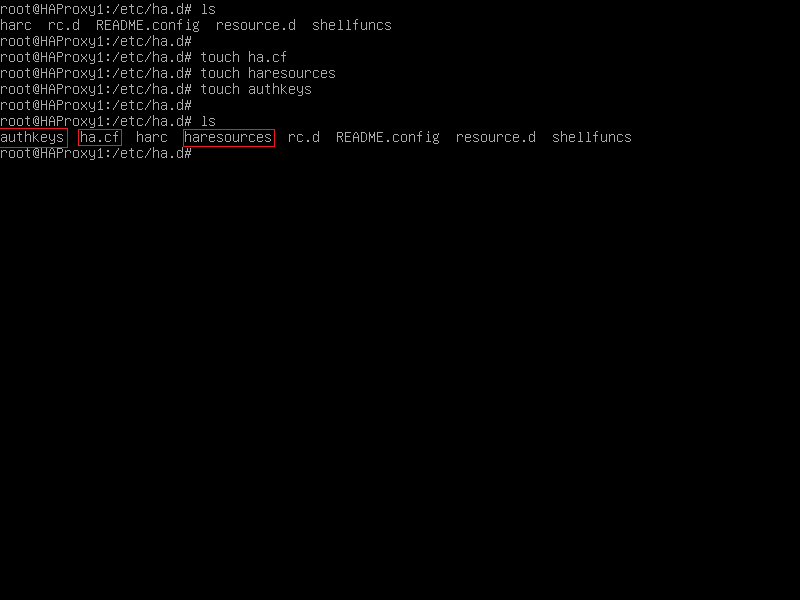 root@HAProxy1:/etc/ha.d# ls
harc  rc.d  README.config  resource.d  shellfuncs
root@HAProxy1:/etc/ha.d#
root@HAProxy1:/etc/ha.d# touch ha.cf
root@HAProxy1:/etc/ha.d# touch haresources
root@HAProxy1:/etc/ha.d# touch authkeys
root@HAProxy1:/etc/ha.d#
root@HAProxy1:/etc/ha.d# ls
authkeys  ha.cf  harc  haresources  rc.d  README.config  resource.d  shellfuncs
root@HAProxy1:/etc/ha.d#